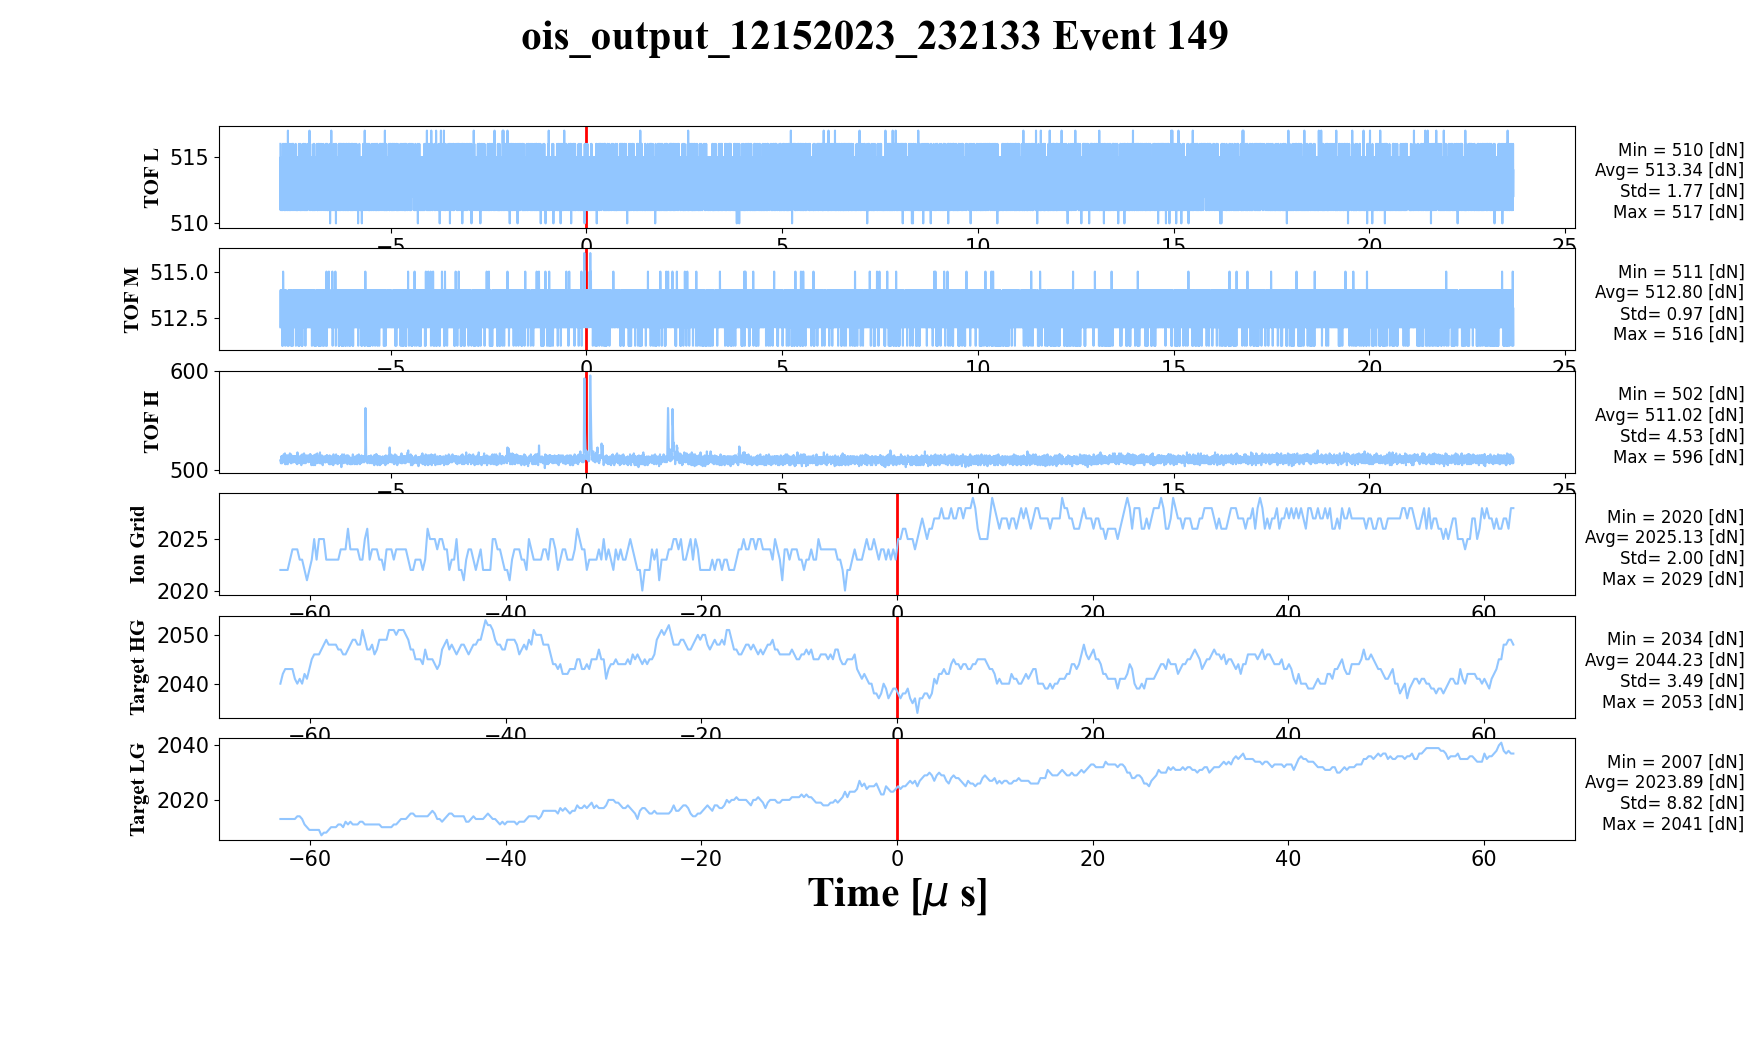 ois_output_12152023_232133 Event 149
TOF L
515
510
−5 0 5 10 15 20 25
Min = 510 [dN]
Avg= 513.34 [dN]
Std= 1.77 [dN]
Max = 517 [dN]
TOF M
515.0
512.5
−5 0 5 10 15 20 25
Min = 511 [dN]
Avg= 512.80 [dN]
Std= 0.97 [dN]
Max = 516 [dN]
TOF H
600
500
−5 0 5 10 15 20 25
Min = 502 [dN]
Avg= 511.02 [dN]
Std= 4.53 [dN]
Max = 596 [dN]
Ion Grid
2025
2020
−60 −40 −20 0 20 40 60
Min = 2020 [dN]
Avg= 2025.13 [dN]
Std= 2.00 [dN]
Max = 2029 [dN]
Target HG
2050
2040
−60 −40 −20 0 20 40 60
Min = 2034 [dN]
Avg= 2044.23 [dN]
Std= 3.49 [dN]
Max = 2053 [dN]
Target LG
2040
2020
−60 −40 −20 0 20 40 60
Min = 2007 [dN]
Avg= 2023.89 [dN]
Std= 8.82 [dN]
Max = 2041 [dN]
Time [μ s]